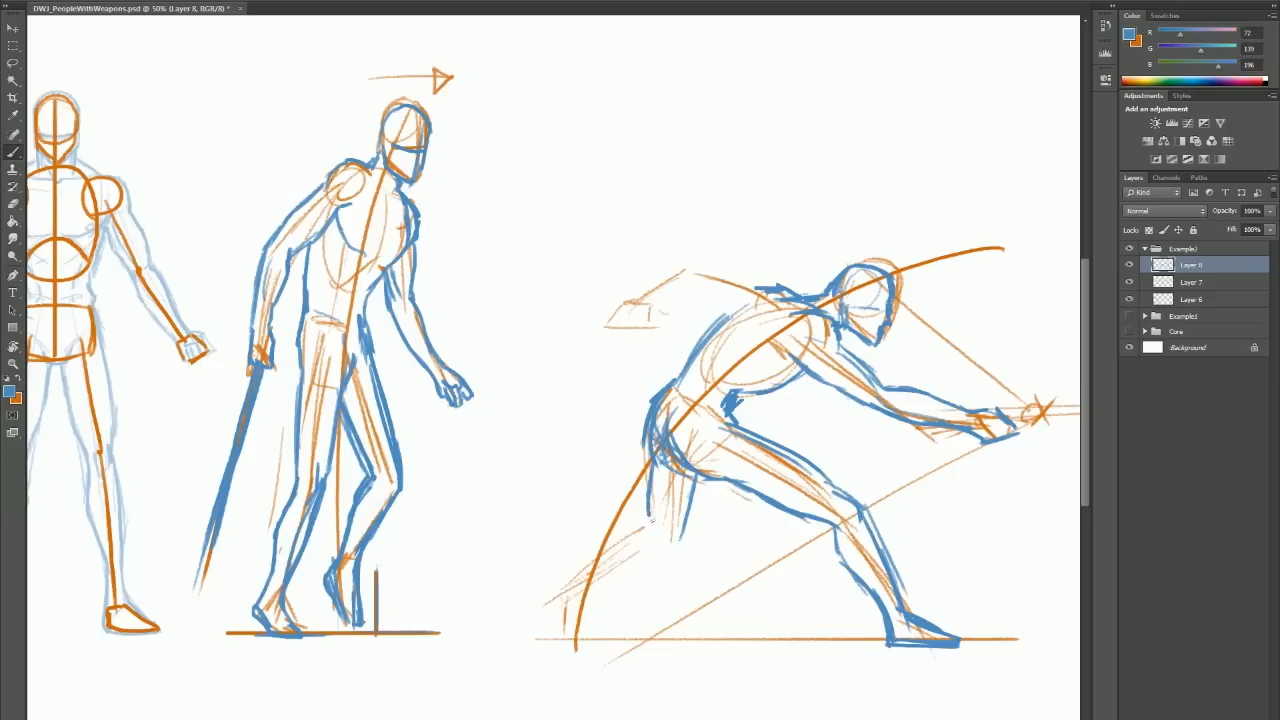 DWJ_PeopleWithWeapons.psd @ 50% (Layer 8, RGB/8) *
Color Swatches
R 72
G 139
B 196
Adjustments Styles
Add an adjustment
Layers Channels Paths
Kind
Normal Opacity: 100%
Lock: Fill: 100%
Example2
Layer 8
Layer 7
Layer 6
Example1
Core
Background